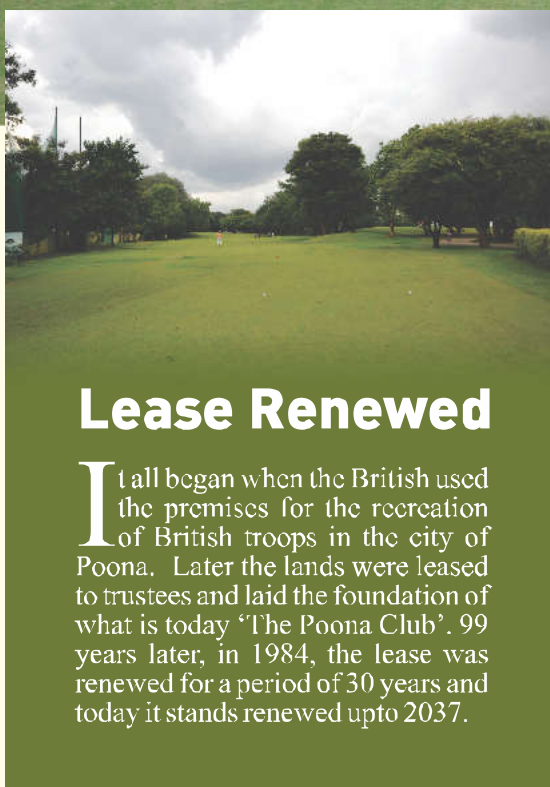 Lease Renewed
It all began when the British used
the premises for the recreation
of British troops in the city of
Poona. Later the lands were leased
to trustees and laid the foundation of
what is today ‘The Poona Club’. 99
years later, in 1984, the lease was
renewed for a period of 30 years and
today it stands renewed upto 2037.